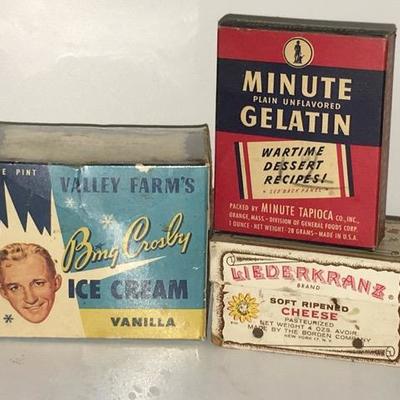 E PINT
VALLEY FARM'S
Bing Crosby
ICE CREAM
VANILLA
MINUTE
PLAIN UNFLAVORED
GELATIN
WARTIME
DESSERT
RECIPES!
SEE BACK PANEL
PACKED BY MINUTE TAPIOCA CO., INC.,
ORANGE, MASS. - DIVISION OF GENERAL FOODS CORP.
1 OUNCE - NET WEIGHT - 28 GRAMS - MADE IN U.S.A.
LIEDERKRANZ
BRAND
SOFT RIPENED
CHEESE
PASTEURIZED
NET WEIGHT 4 OZS. AVOIR.
MADE BY THE BORDEN COMPANY
NEW YORK 17, N. Y.